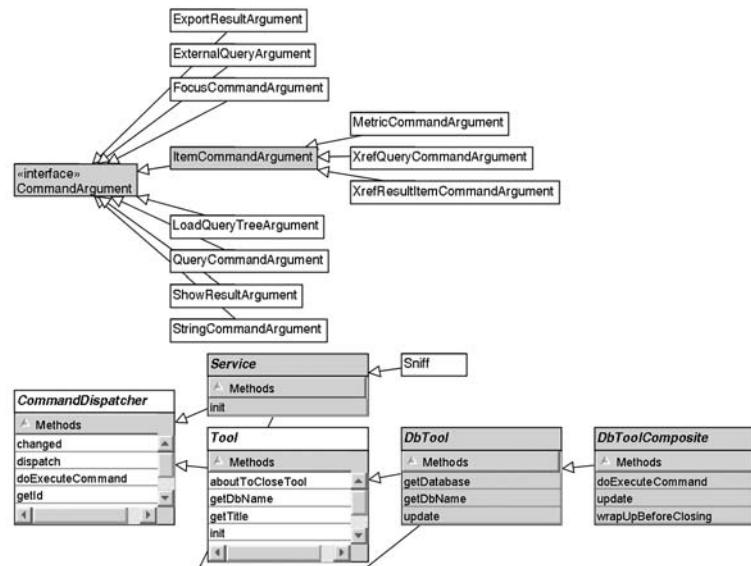 ExportResultArgument
ExternalQueryArgument
FocusCommandArgument
MetricCommandArgument
«interface»
CommandArgument
ItemCommandArgument
XrefQueryCommandArgument
XrefResultItemCommandArgument
LoadQueryTreeArgument
QueryCommandArgument
ShowResultArgument
StringCommandArgument
Service
Methods
init
Sniff
CommandDispatcher
Methods
changed
dispatch
doExecuteCommand
getId
Tool
Methods
aboutToCloseTool
getDbName
getTitle
init
DbTool
Methods
getDatabase
getDbName
update
DbToolComposite
Methods
doExecuteCommand
update
wrapUpBeforeClosing